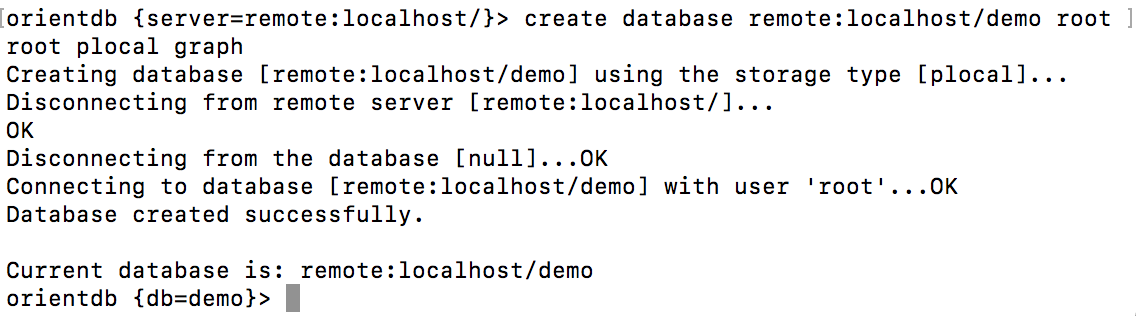 [orientdb {server=remote:localhost/}> create database remote:localhost/demo root ]
root plocal graph
Creating database [remote:localhost/demo] using the storage type [plocal]...
Disconnecting from remote server [remote:localhost/]...
OK
Disconnecting from the database [null]...OK
Connecting to database [remote:localhost/demo] with user 'root'...OK
Database created successfully.
Current database is: remote:localhost/demo
orientdb {db=demo}>